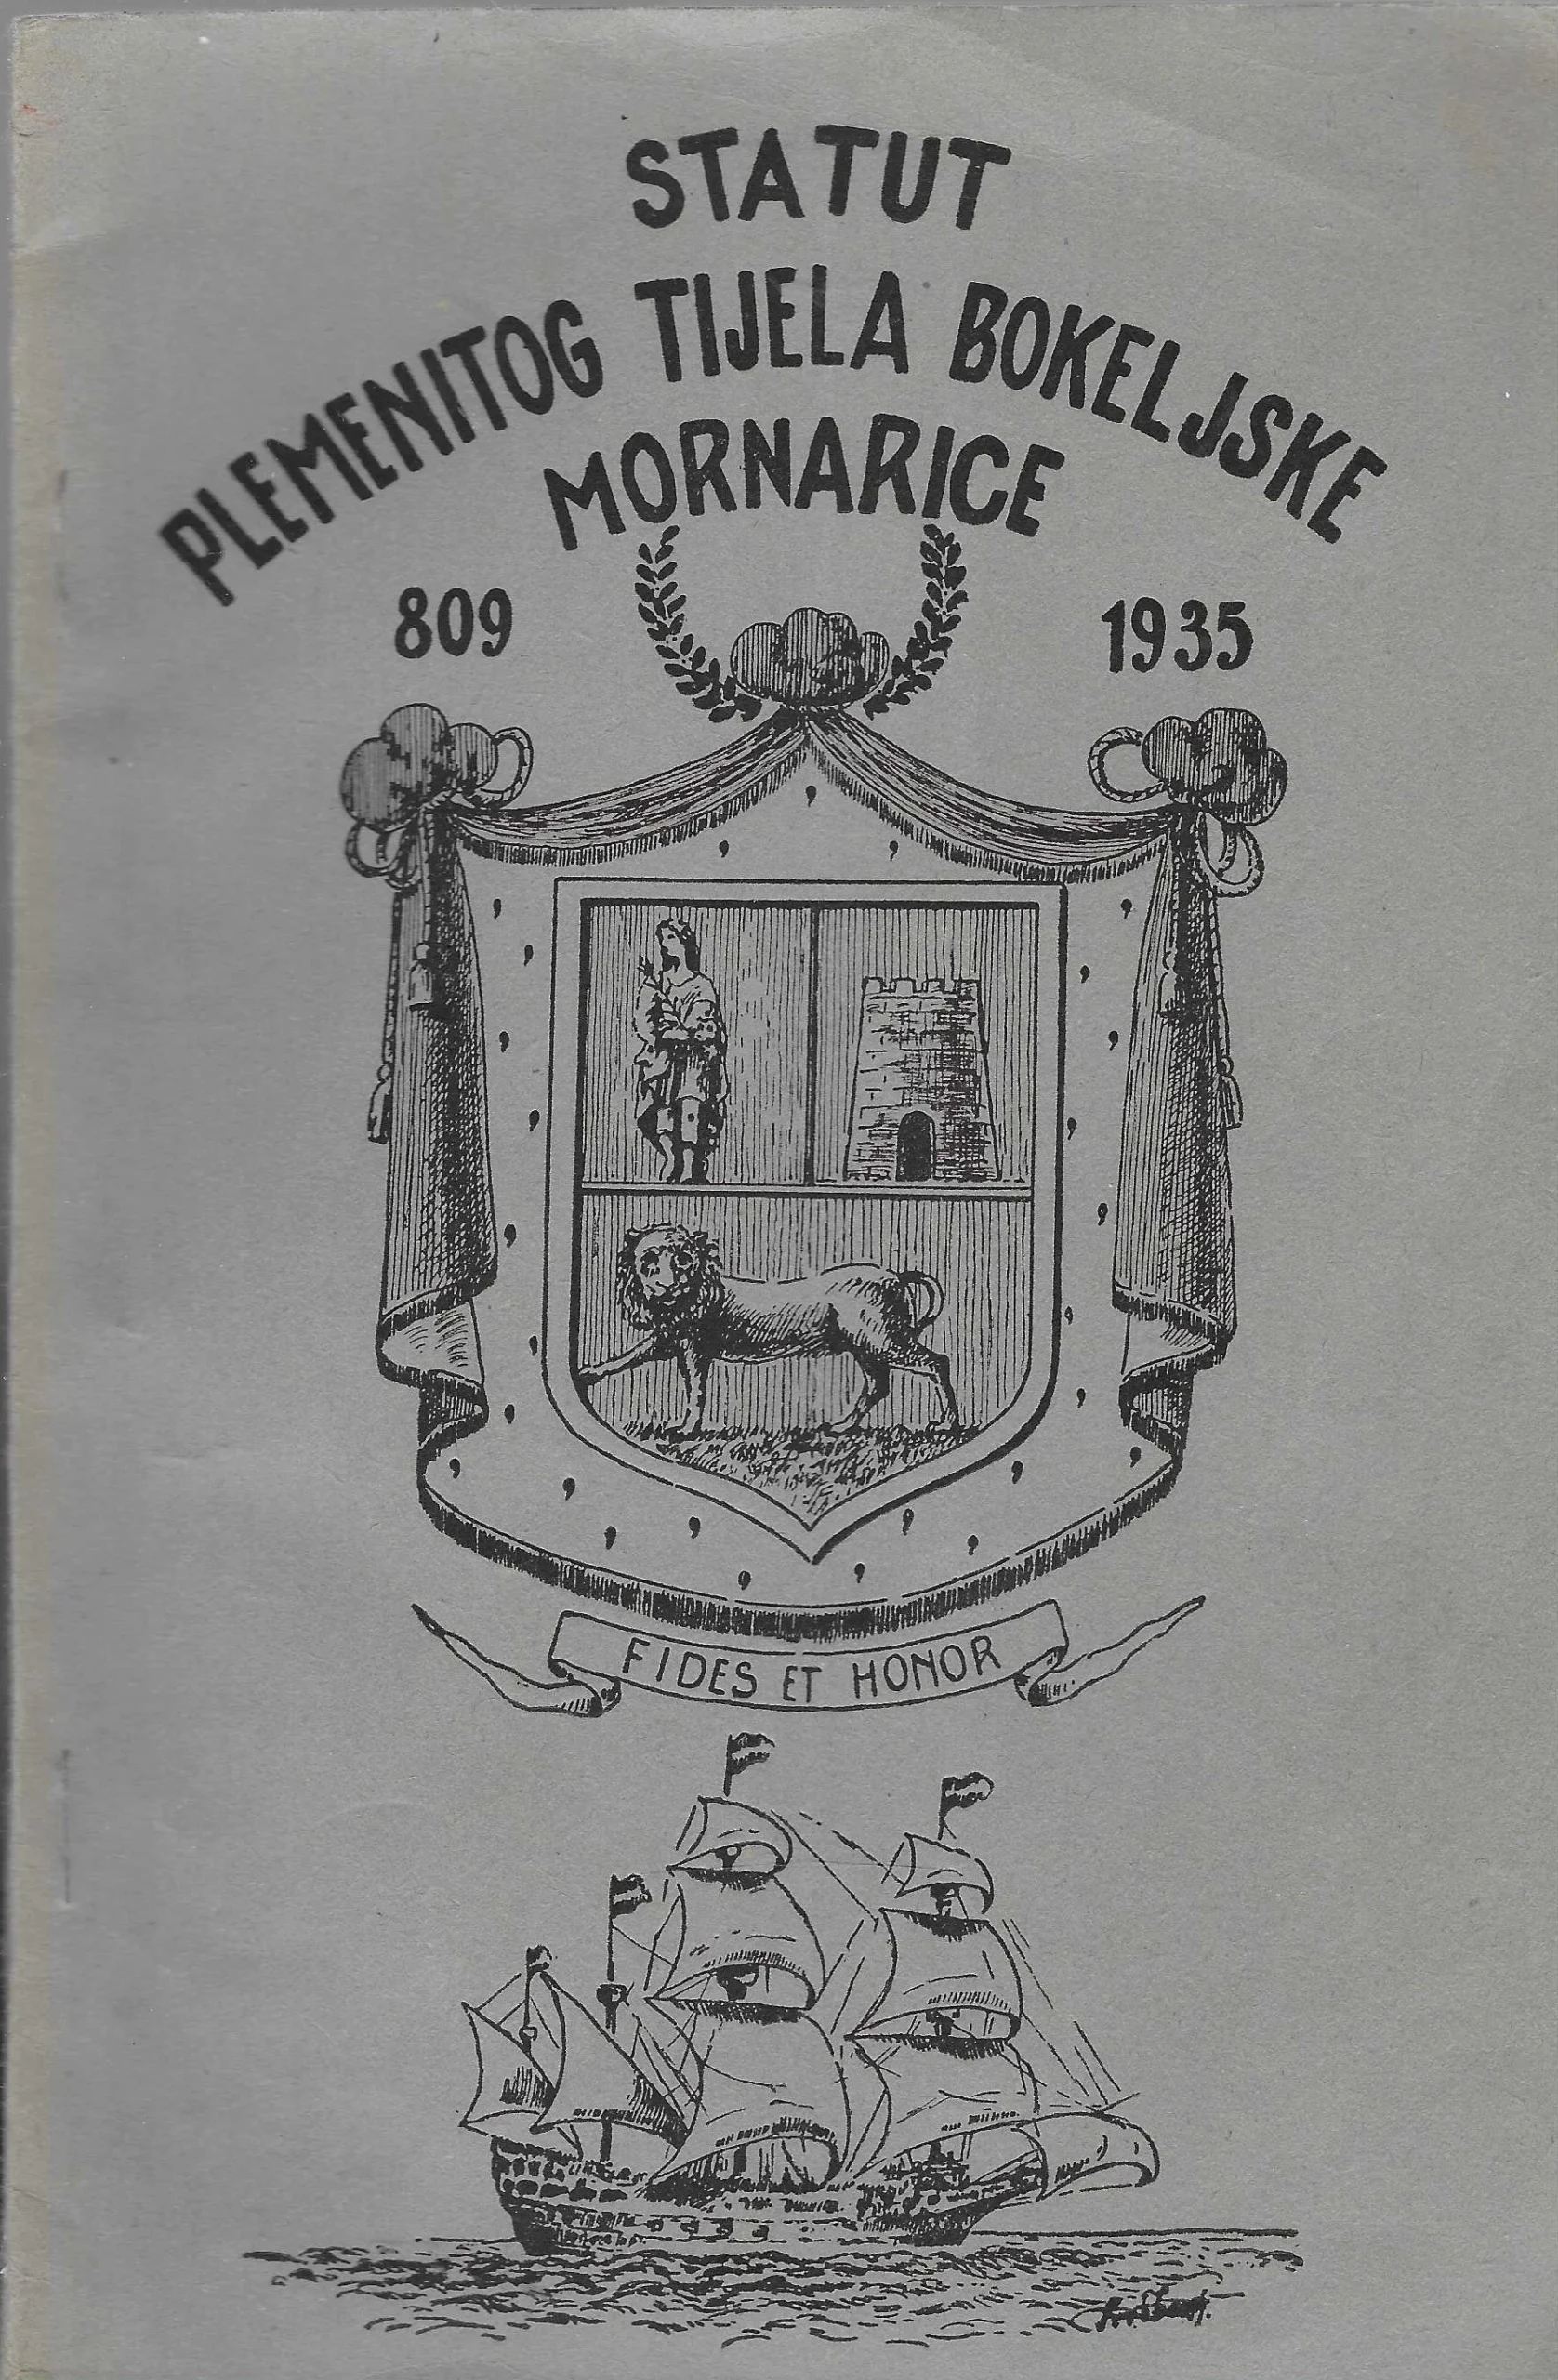 STATUT
PLEMENITOG TIJELA BOKELJSKE
MORNARICE
809 1935
FIDES ET HONOR